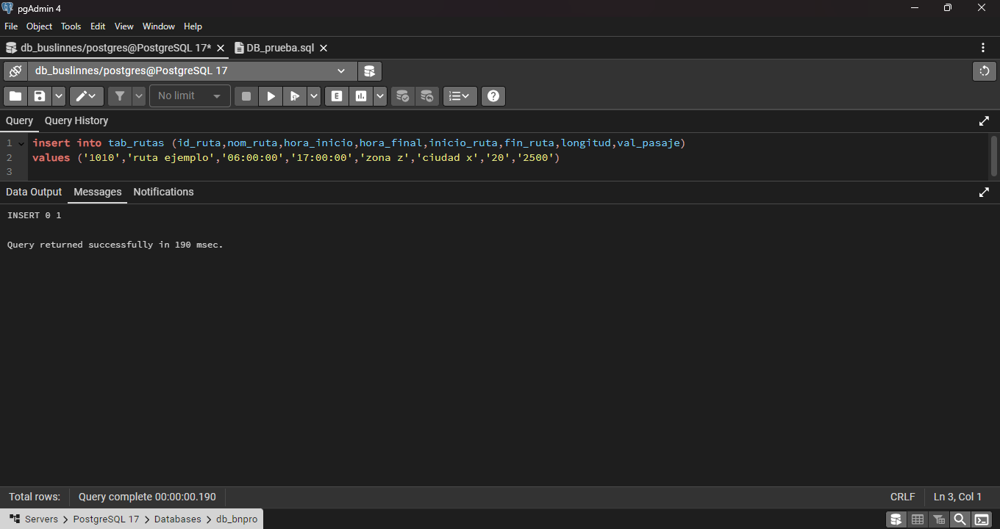 pgAdmin 4
File Object Tools Edit View Window Help
db_buslinnes/postgres@PostgreSQL 17* DB_prueba.sql
db_buslinnes/postgres@PostgreSQL 17
No limit E
Query Query History
1 insert into tab_rutas (id_ruta,nom_ruta,hora_inicio,hora_final,inicio_ruta,fin_ruta,longitud,val_pasaje)
2 values ('1010','ruta ejemplo','06:00:00','17:00:00','zona z','ciudad x','20','2500')
3
Data Output Messages Notifications
INSERT 0 1
Query returned successfully in 190 msec.
Total rows: Query complete 00:00:00.190 CRLF Ln 3, Col 1
Servers > PostgreSQL 17 > Databases > db_bnpro